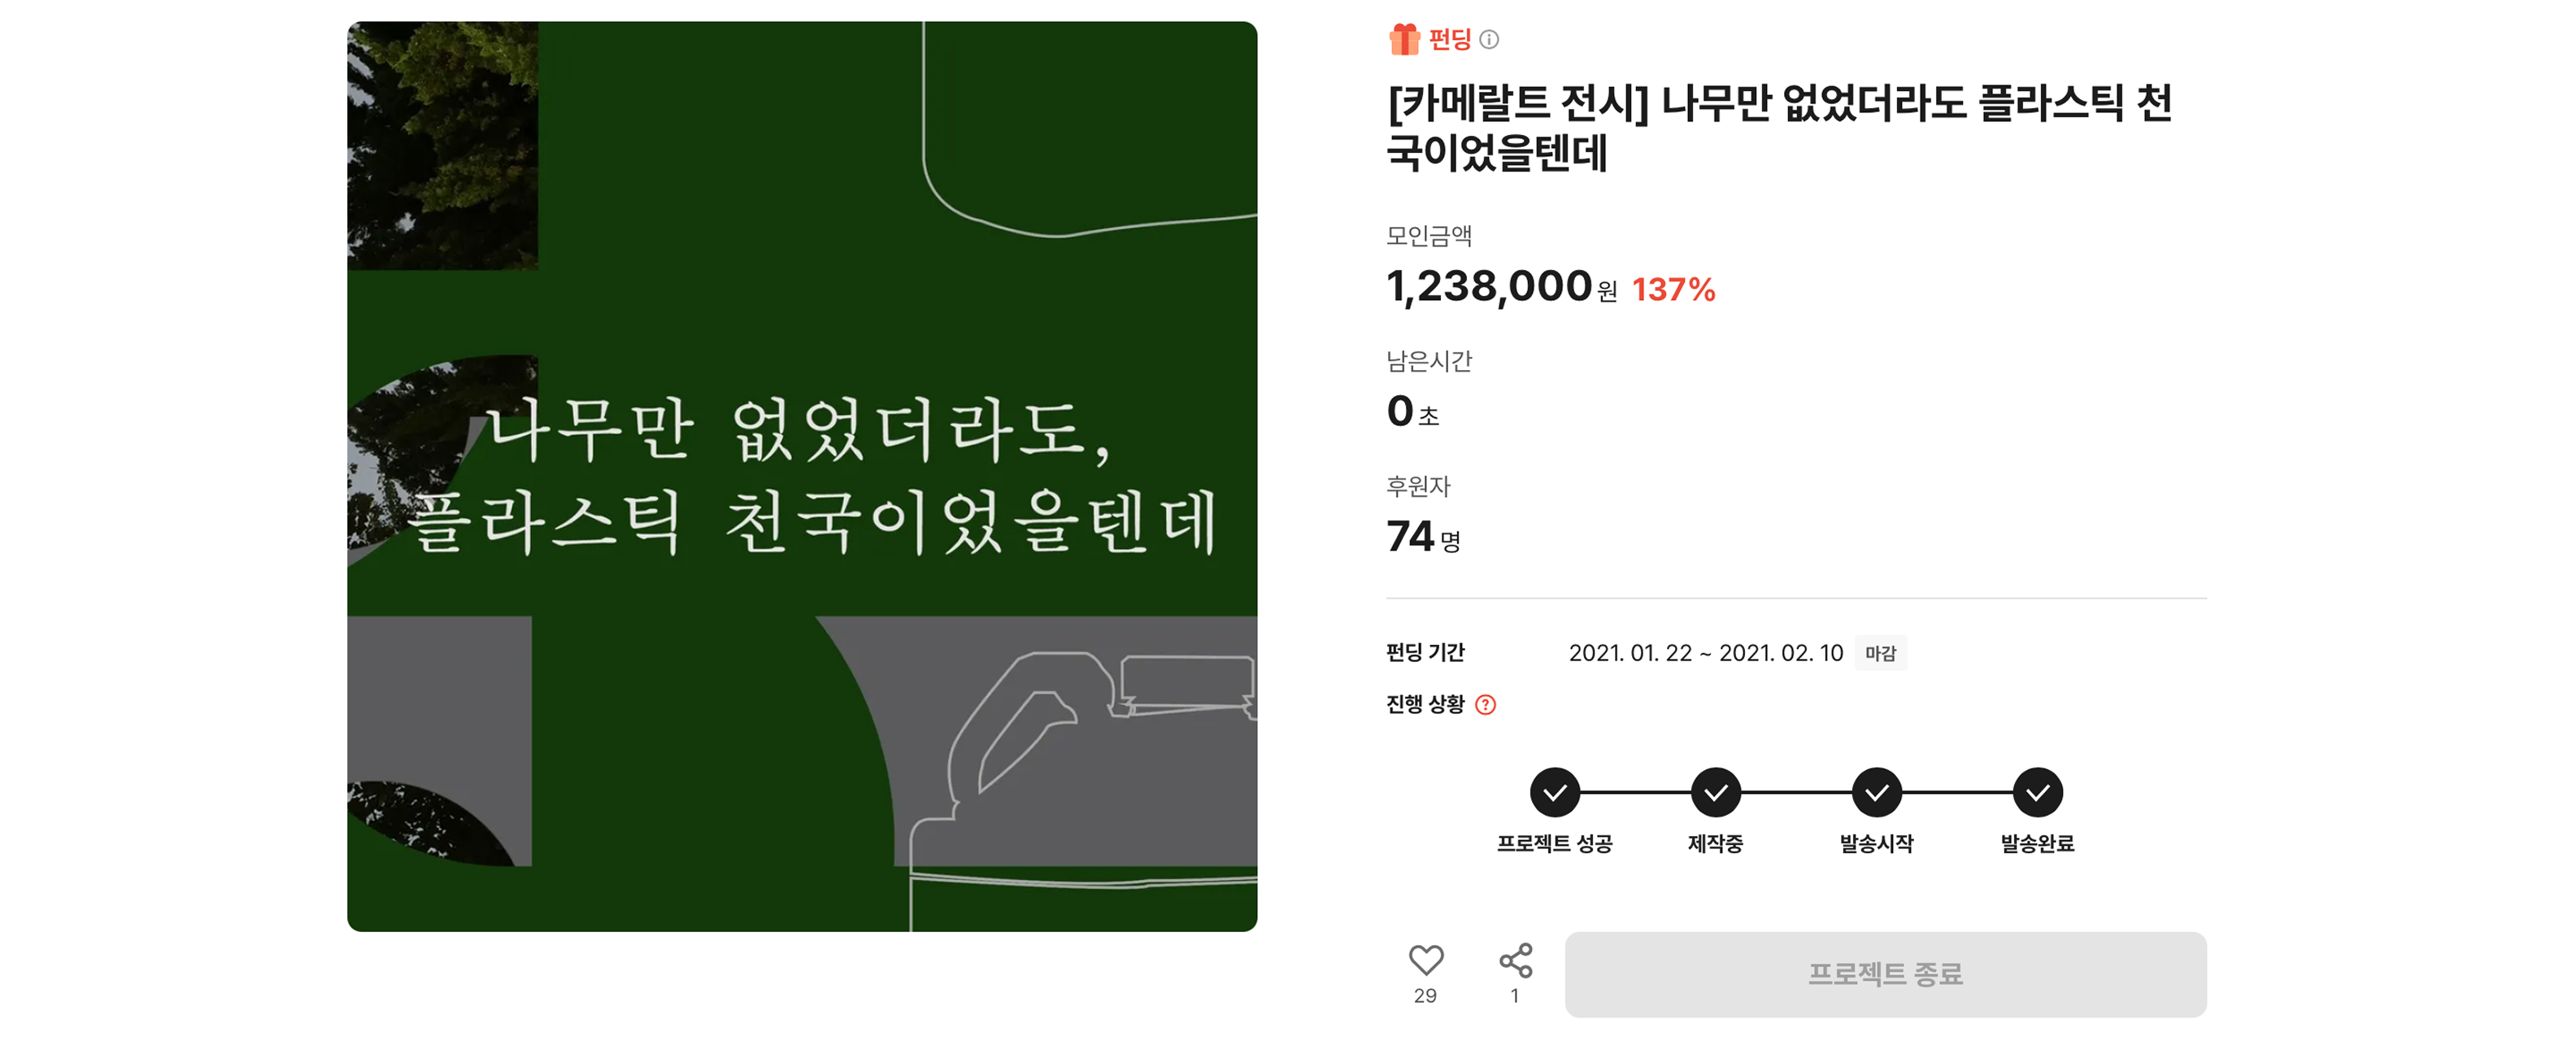 나무만 없었더라도,
플라스틱 천국이었을텐데
펀딩
[카메랄트 전시] 나무만 없었더라도 플라스틱 천
국이었을텐데
모인금액
1,238,000원 137%
남은시간
0초
후원자
74명
펀딩 기간 2021. 01. 22 ~ 2021. 02. 10 마감
진행 상황 ?
프로젝트 성공 제작중 발송시작 발송완료
29 1 프로젝트 종료